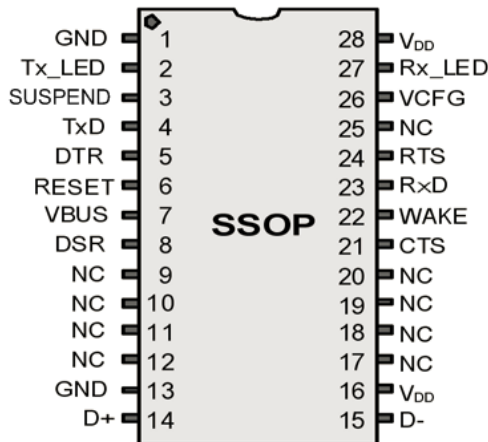 GND 1 28 VDD
Tx_LED 2 27 Rx_LED
SUSPEND 3 26 VCFG
TxD 4 25 NC
DTR 5 24 RTS
RESET 6 23 RxD
VBUS 7 SSOP 22 WAKE
DSR 8 21 CTS
NC 9 20 NC
NC 10 19 NC
NC 11 18 NC
NC 12 17 NC
GND 13 16 VDD
D+ 14 15 D-